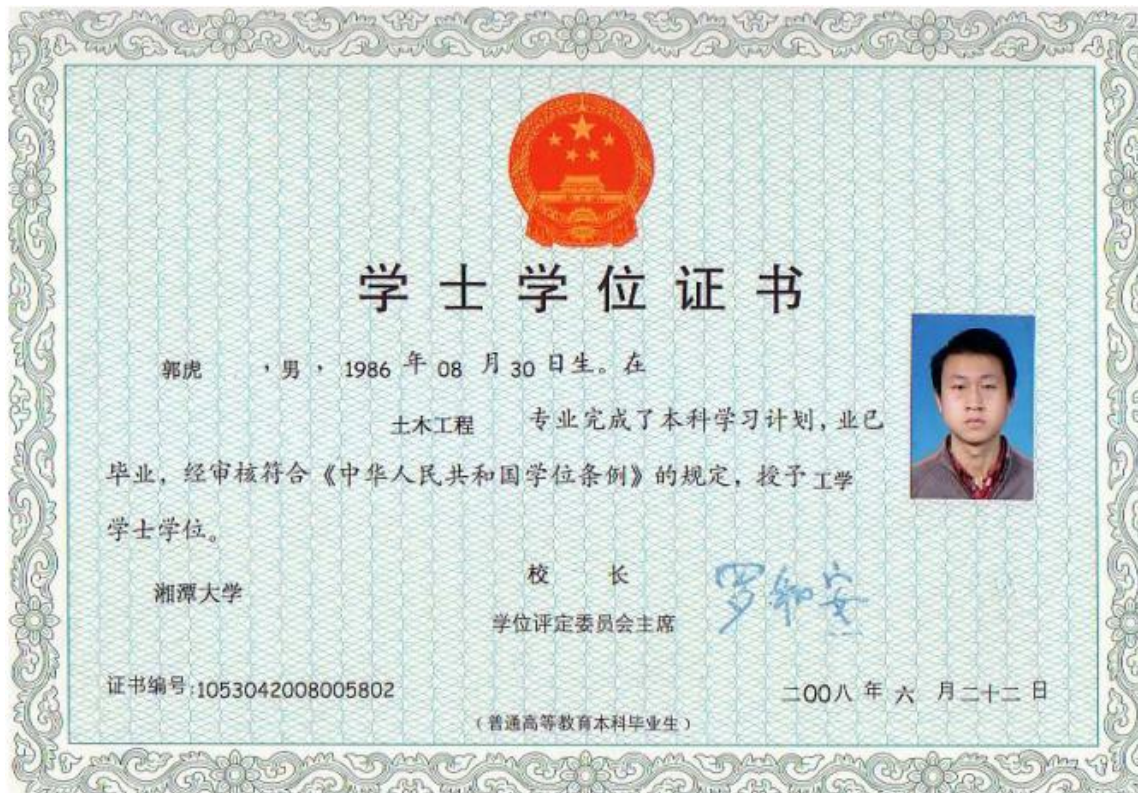 学士学位证书
郭虎 ，男，1986 年 08 月 30 日生。在
土木工程 专业完成了本科学习计划，业已
毕业，经审核符合《中华人民共和国学位条例》的规定，授予 工学
学士学位。
湘潭大学
校 长 罗和安
学位评定委员会主席
证书编号:1053042008005802
二00八 年 六 月二十二 日
（普通高等教育本科毕业生）